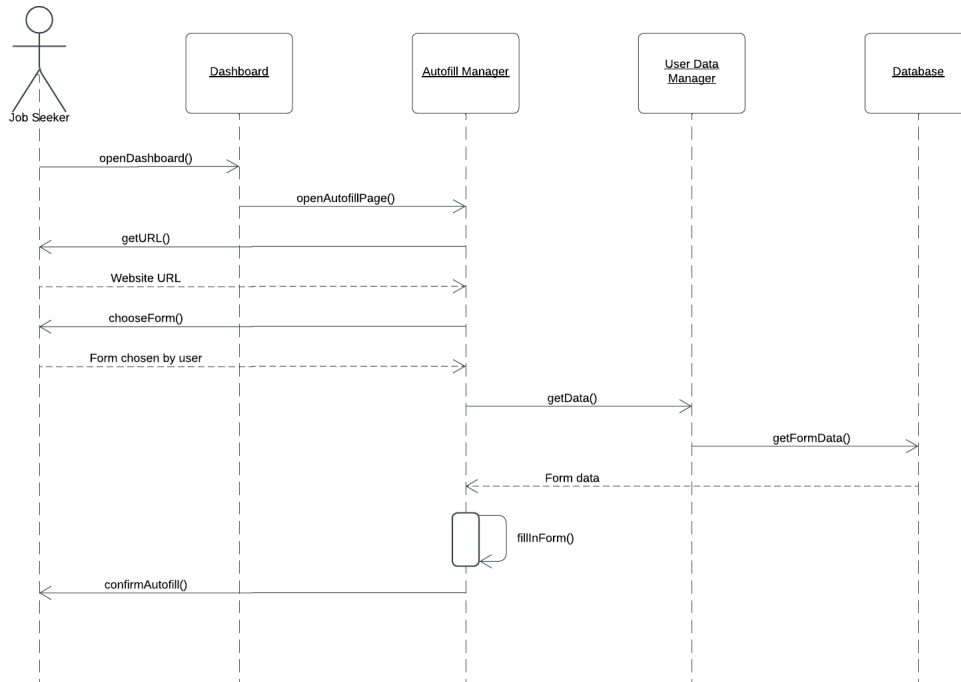 Dashboard
Autofill Manager
User Data
Manager
Database
Job Seeker
openDashboard()
openAutofillPage()
getURL()
Website URL
chooseForm()
Form chosen by user
getData()
getFormData()
Form data
fillInForm()
confirmAutofill()